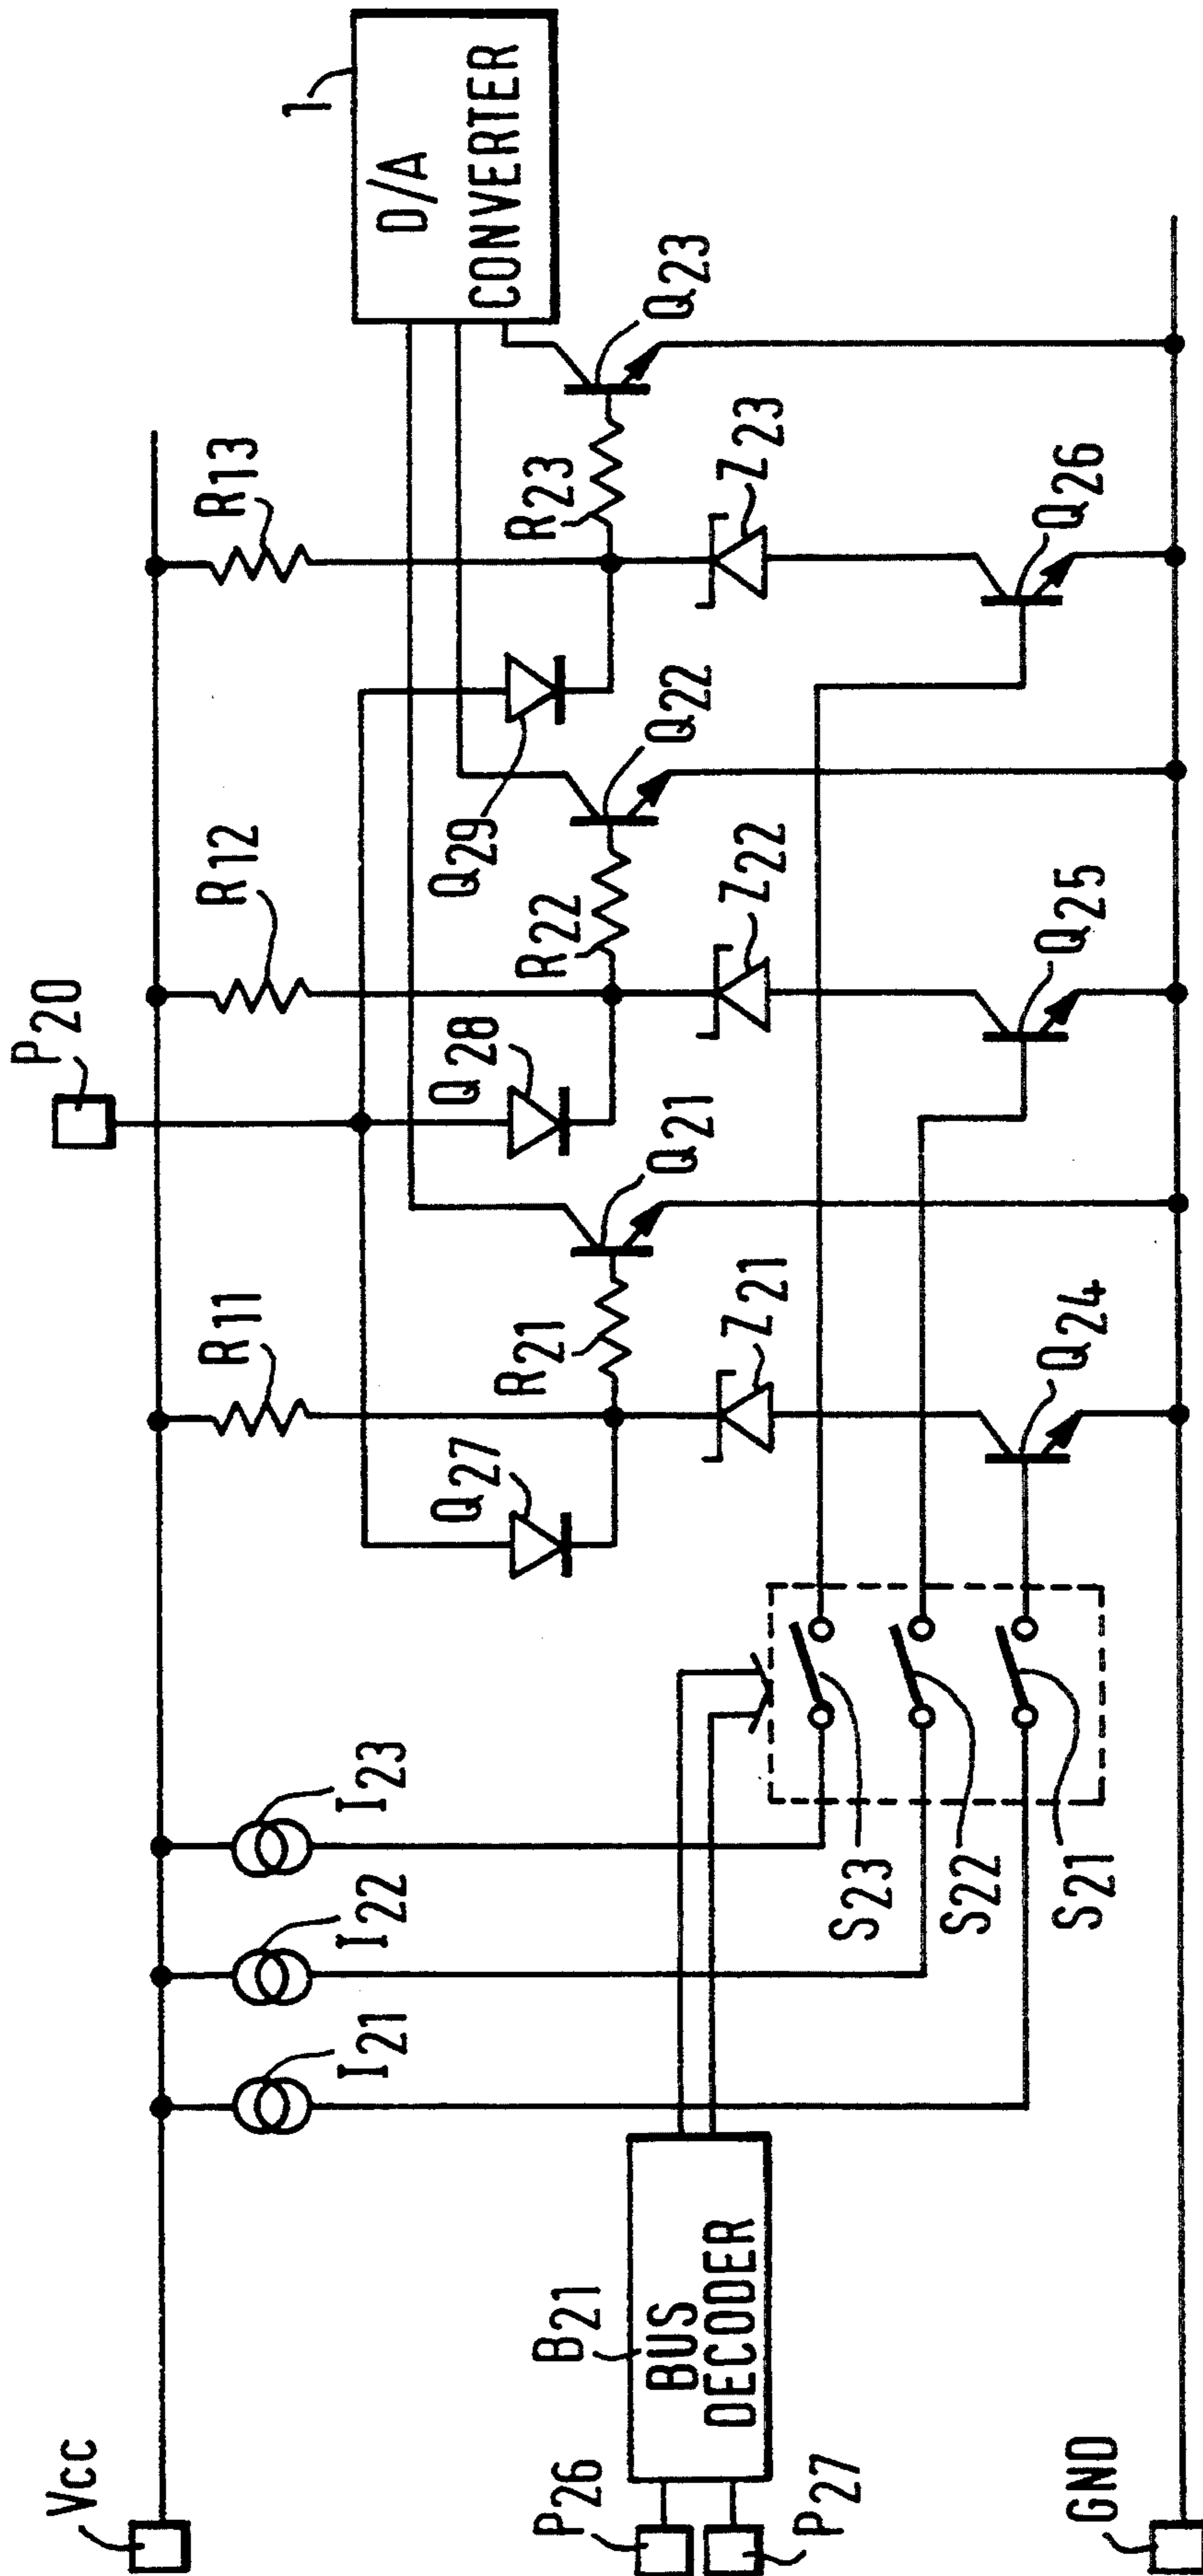 Vcc
P20
R11
R12
R13
1
D/A
CONVERTER
I21
I22
I23
Q27
Q28
Q29
R21
Q21
R22
Q22
R23
Q23
Z21
Z22
Z23
P26
P27
B21
BUS
DECODER
S23
S22
S21
Q24
Q25
Q26
GND